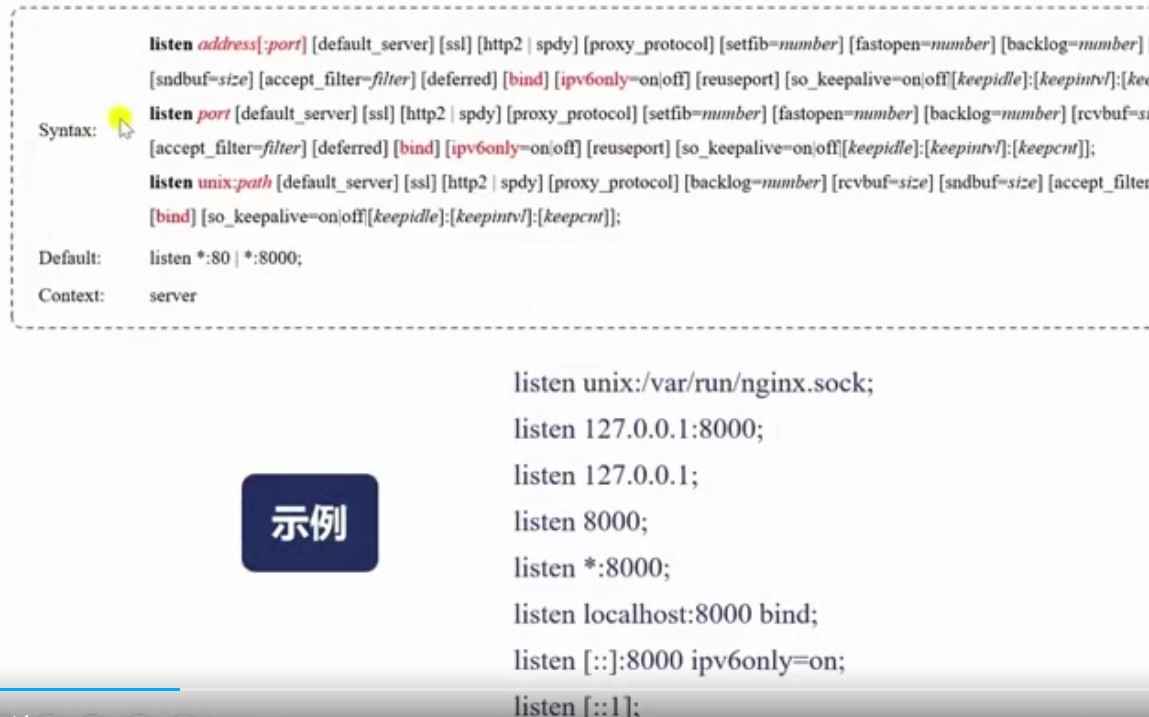 listen address[:port] [default_server] [ssl] [http2 | spdy] [proxy_protocol] [setfib=number] [fastopen=number] [backlog=number]
[sndbuf=size] [accept_filter=filter] [deferred] [bind] [ipv6only=on|off] [reuseport] [so_keepalive=on|off|[keepidle]:[keepintvl]:[kee
Syntax:
listen port [default_server] [ssl] [http2 | spdy] [proxy_protocol] [setfib=number] [fastopen=number] [backlog=number] [rcvbuf=si
[accept_filter=filter] [deferred] [bind] [ipv6only=on|off] [reuseport] [so_keepalive=on|off|[keepidle]:[keepintvl]:[keepcnt]];
listen unix:path [default_server] [ssl] [http2 | spdy] [proxy_protocol] [backlog=number] [rcvbuf=size] [sndbuf=size] [accept_filter
[bind] [so_keepalive=on|off|[keepidle]:[keepintvl]:[keepcnt]];
Default: listen *:80 | *:8000;
Context: server
示例
listen unix:/var/run/nginx.sock;
listen 127.0.0.1:8000;
listen 127.0.0.1;
listen 8000;
listen *:8000;
listen localhost:8000 bind;
listen [::]:8000 ipv6only=on;
listen [::1];